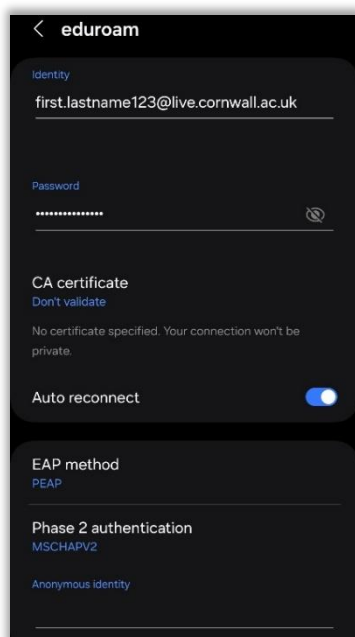 eduroam
Identity
first.lastname123@live.cornwall.ac.uk
Password
•••••••••••••••
CA certificate
Don't validate
No certificate specified. Your connection won't be
private.
Auto reconnect
EAP method
PEAP
Phase 2 authentication
MSCHAPV2
Anonymous identity